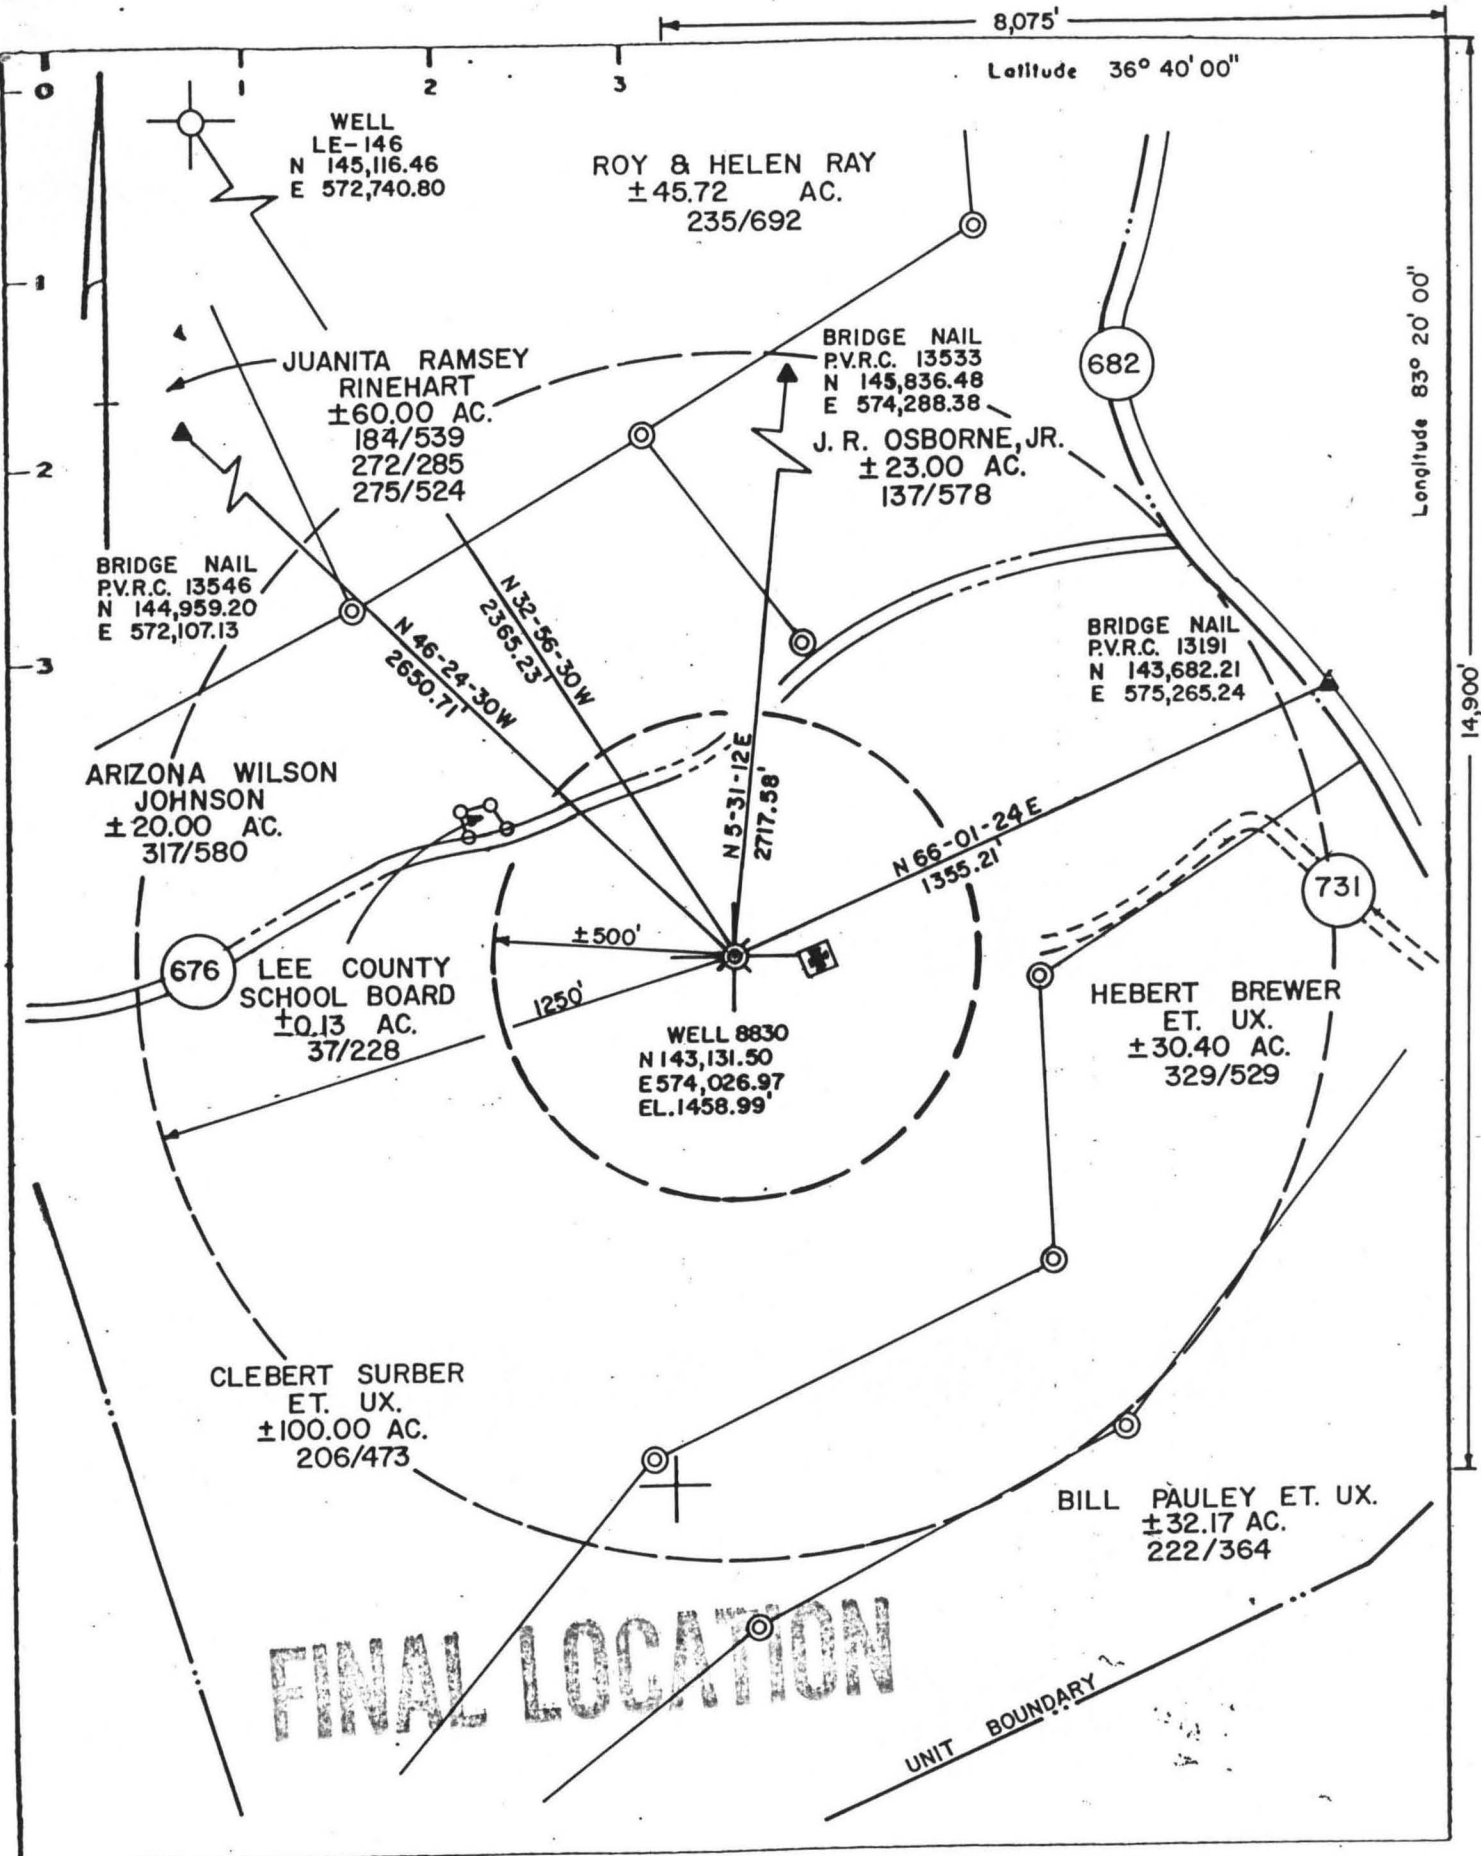 8,075'
Latitude 36° 40' 00"
0
1
2
3
WELL
LE-146
N 145,116.46
E 572,740.80
ROY & HELEN RAY
±45.72 AC.
235/692
1
2
3
Longitude 83° 20' 00"
14,900'
JUANITA RAMSEY
RINEHART
±60.00 AC.
184/539
272/285
275/524
BRIDGE NAIL
P.V.R.C. 13533
N 145,836.48
E 574,288.38
J. R. OSBORNE, JR.
±23.00 AC.
137/578
682
BRIDGE NAIL
P.V.R.C. 13546
N 144,959.20
E 572,107.13
N 46-24-30 W
2650.71'
N 32-56-30 W
2365.23'
N 5-31-12 E
2717.58'
N 66-01-24 E
1355.21'
BRIDGE NAIL
P.V.R.C. 13191
N 143,682.21
E 575,265.24
ARIZONA WILSON
JOHNSON
±20.00 AC.
317/580
731
676
LEE COUNTY
SCHOOL BOARD
±0.13 AC.
37/228
±500'
1250'
WELL 8830
N 143,131.50
E 574,026.97
EL. 1458.99'
HEBERT BREWER
ET. UX.
±30.40 AC.
329/529
CLEBERT SURBER
ET. UX.
±100.00 AC.
206/473
BILL PAULEY ET. UX.
±32.17 AC.
222/364
FINAL LOCATION
UNIT BOUNDARY